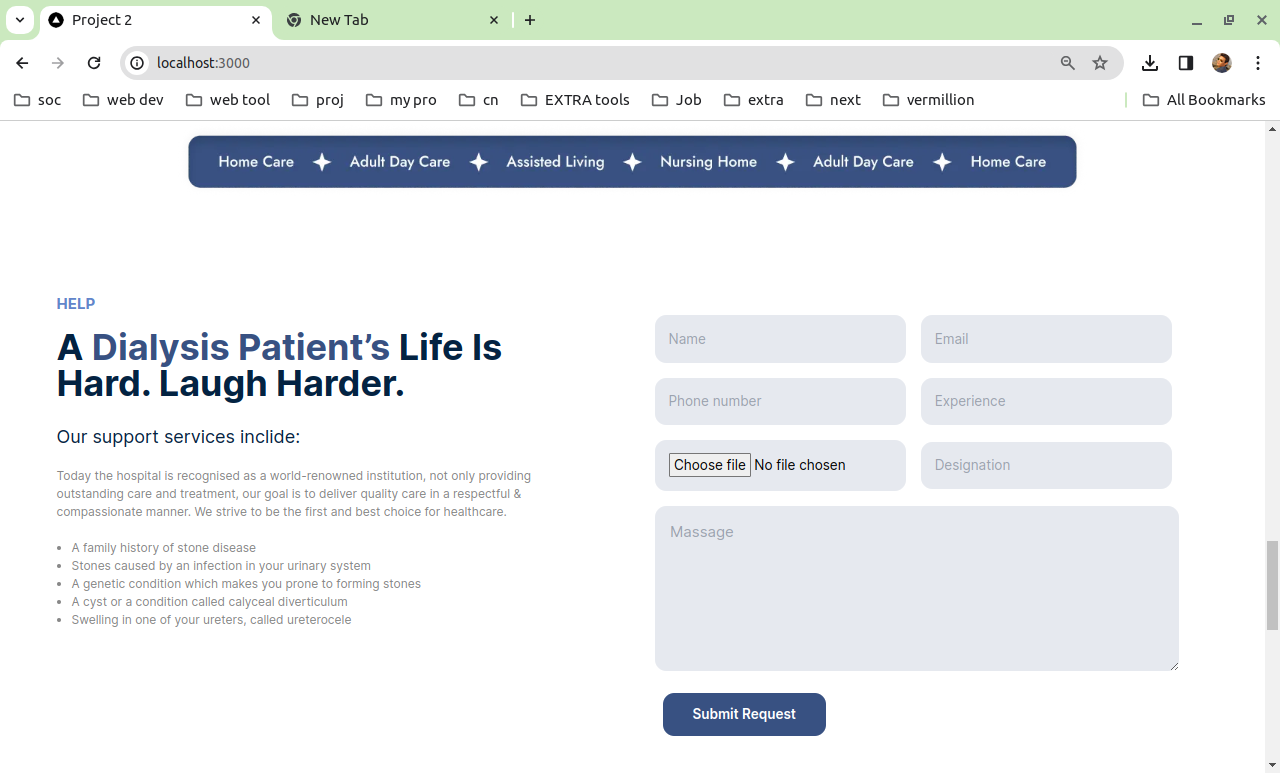 Project 2
New Tab
localhost:3000
soc web dev web tool proj my pro cn EXTRA tools Job extra next vermillion All Bookmarks
Home Care Adult Day Care Assisted Living Nursing Home Adult Day Care Home Care
HELP
A Dialysis Patient’s Life Is
Hard. Laugh Harder.
Our support services inclide:
Today the hospital is recognised as a world-renowned institution, not only providing
outstanding care and treatment, our goal is to deliver quality care in a respectful &
compassionate manner. We strive to be the first and best choice for healthcare.
• A family history of stone disease
• Stones caused by an infection in your urinary system
• A genetic condition which makes you prone to forming stones
• A cyst or a condition called calyceal diverticulum
• Swelling in one of your ureters, called ureterocele
Name Email
Phone number Experience
Choose file No file chosen Designation
Massage
Submit Request